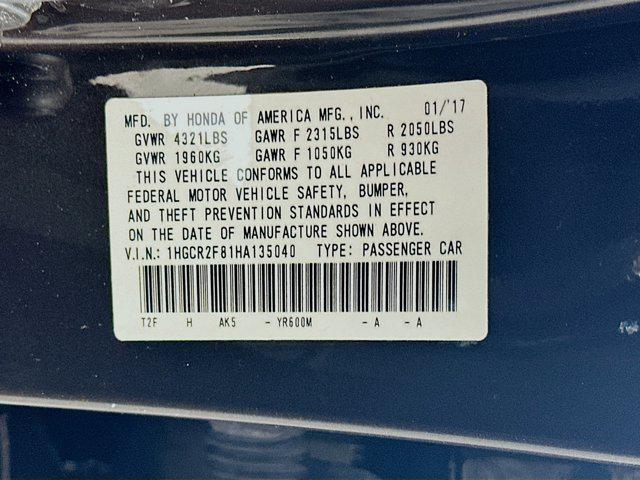 MFD. BY HONDA OF AMERICA MFG., INC. 01/'17
GVWR 4321LBS GAWR F 2315LBS R 2050LBS
GVWR 1960KG GAWR F 1050KG R 930KG
THIS VEHICLE CONFORMS TO ALL APPLICABLE
FEDERAL MOTOR VEHICLE SAFETY, BUMPER,
AND THEFT PREVENTION STANDARDS IN EFFECT
ON THE DATE OF MANUFACTURE SHOWN ABOVE.
V.I.N.: 1HGCR2F81HA135040 TYPE: PASSENGER CAR
T2F H AK5 - YR600M - A - A